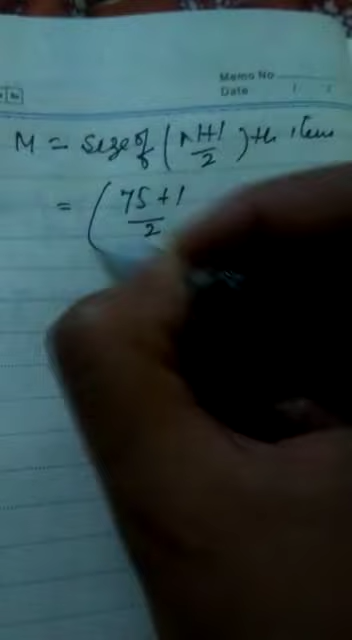 Memo No
Date / /
M = size of (N+1/2)th item
= (75+1/2